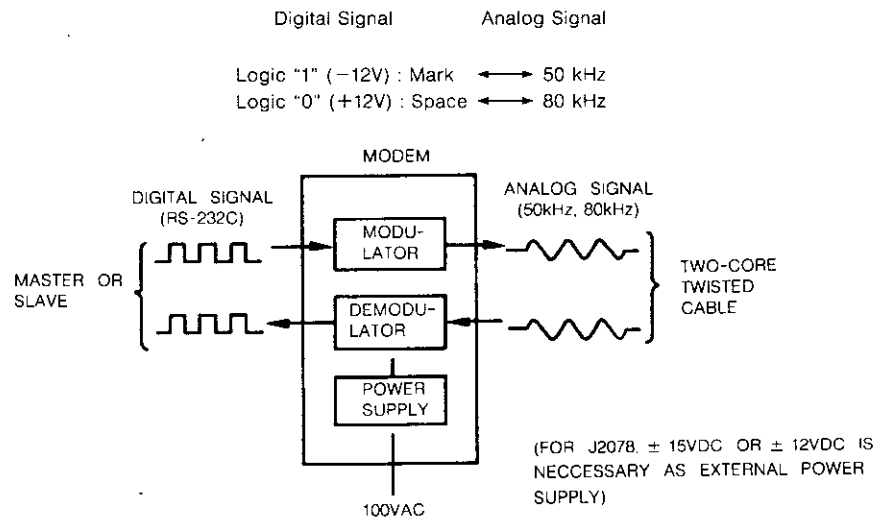 Digital Signal Analog Signal
Logic "1" (−12V) : Mark ⟷ 50 kHz
Logic "0" (+12V) : Space ⟷ 80 kHz
MODEM
DIGITAL SIGNAL
(RS-232C)
ANALOG SIGNAL
(50kHz, 80kHz)
MODU-
LATOR
MASTER OR
SLAVE
TWO-CORE
TWISTED
CABLE
DEMODU-
LATOR
POWER
SUPPLY
(FOR J2078. ± 15VDC OR ± 12VDC IS
NECCESSARY AS EXTERNAL POWER
SUPPLY)
100VAC